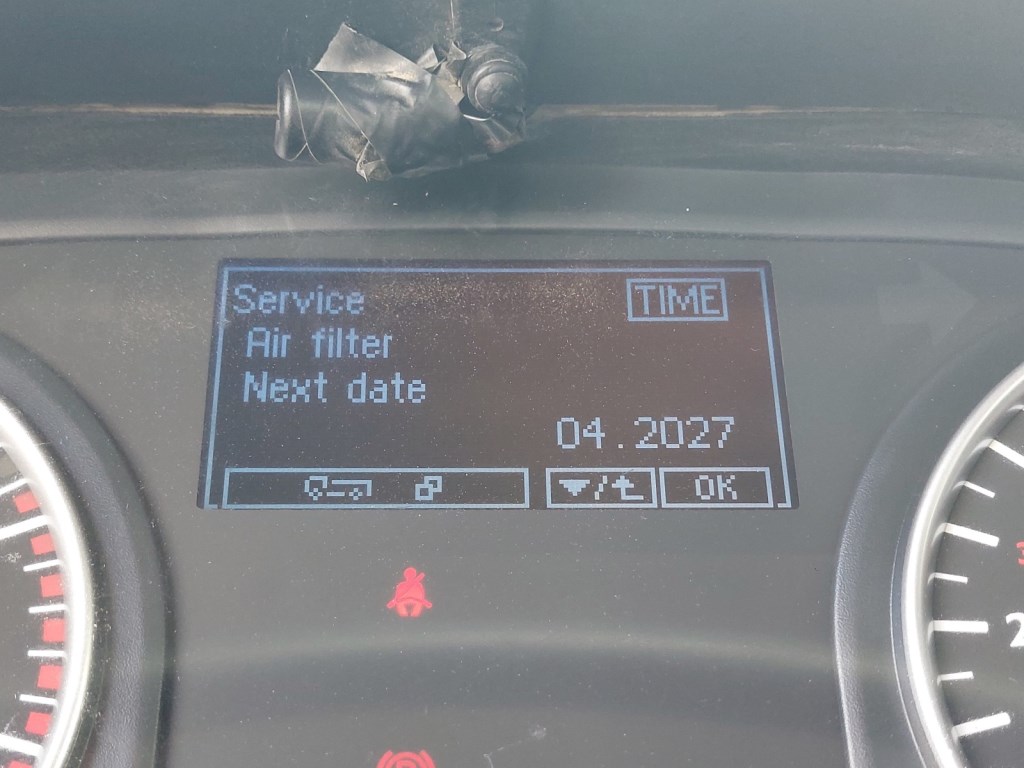 Service TIME
Air filter
Next date
04.2027
OK